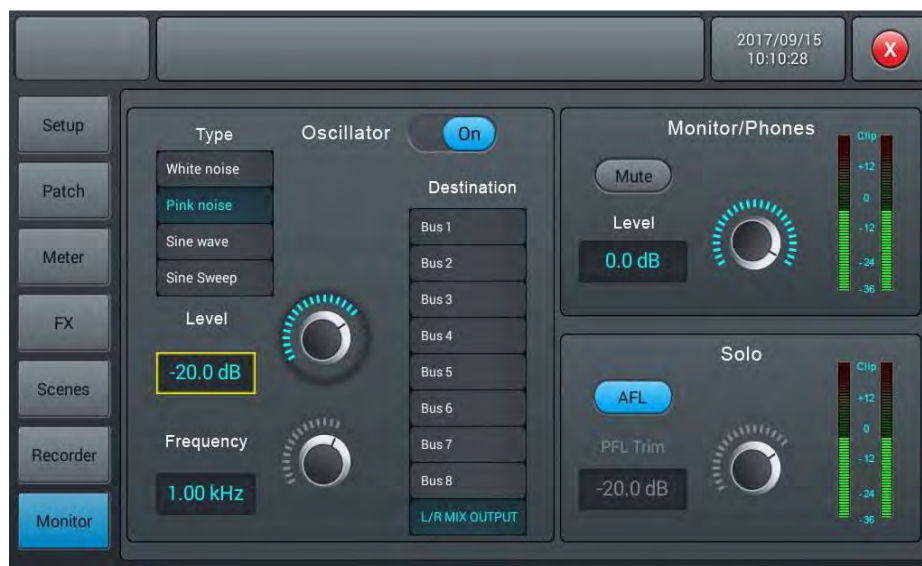 2017/09/15
10:10:28
X
Setup
Patch
Meter
FX
Scenes
Recorder
Monitor
Type
Oscillator
On
White noise
Pink noise
Sine wave
Sine Sweep
Level
-20.0 dB
Frequency
1.00 kHz
Destination
Bus 1
Bus 2
Bus 3
Bus 4
Bus 5
Bus 6
Bus 7
Bus 8
L/R MIX OUTPUT
Monitor/Phones
Mute
Level
0.0 dB
Clip
+12
0
-12
-24
-36
Solo
AFL
PFL Trim
-20.0 dB
Clip
+12
0
-12
-24
-36